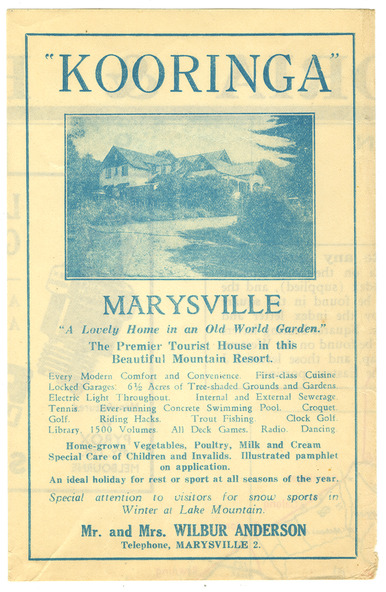 "KOORINGA"
MARYSVILLE
"A Lovely Home in an Old World Garden."
The Premier Tourist House in this
Beautiful Mountain Resort.
Every Modern Comfort and Convenience. First-class Cuisine
Locked Garages. 6½ Acres of Tree-shaded Grounds and Gardens
Electric Light Throughout. Internal and External Sewerage.
Tennis. Ever-running Concrete Swimming Pool. Croquet.
Golf. Riding Hacks. Trout Fishing. Clock Golf.
Library, 1500 Volumes. All Deck Games. Radio. Dancing.
Home-grown Vegetables, Poultry, Milk and Cream
Special Care of Children and Invalids. Illustrated pamphlet
on application.
An ideal holiday for rest or sport at all seasons of the year.
Special attention to visitors for snow sports in
Winter at Lake Mountain.
Mr. and Mrs. WILBUR ANDERSON
Telephone, MARYSVILLE 2.